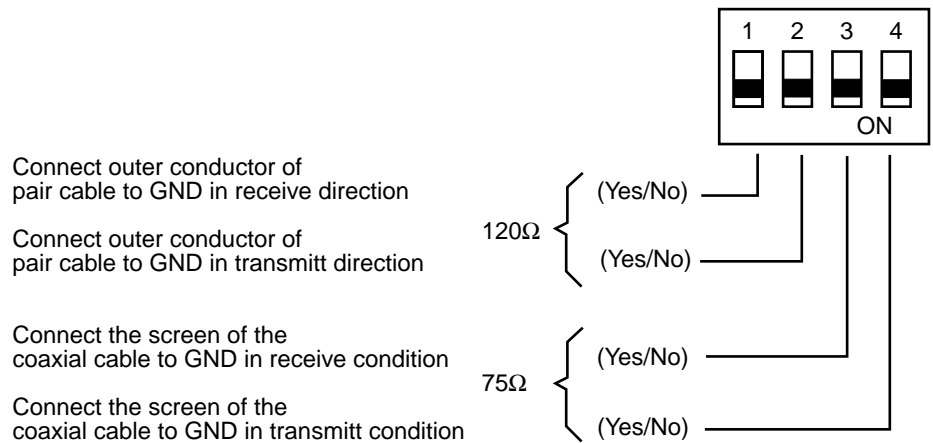 1 2 3 4
ON
Connect outer conductor of
pair cable to GND in receive direction
(Yes/No)
120Ω
Connect outer conductor of
pair cable to GND in transmitt direction
(Yes/No)
Connect the screen of the
coaxial cable to GND in receive condition
(Yes/No)
75Ω
Connect the screen of the
coaxial cable to GND in transmitt condition
(Yes/No)